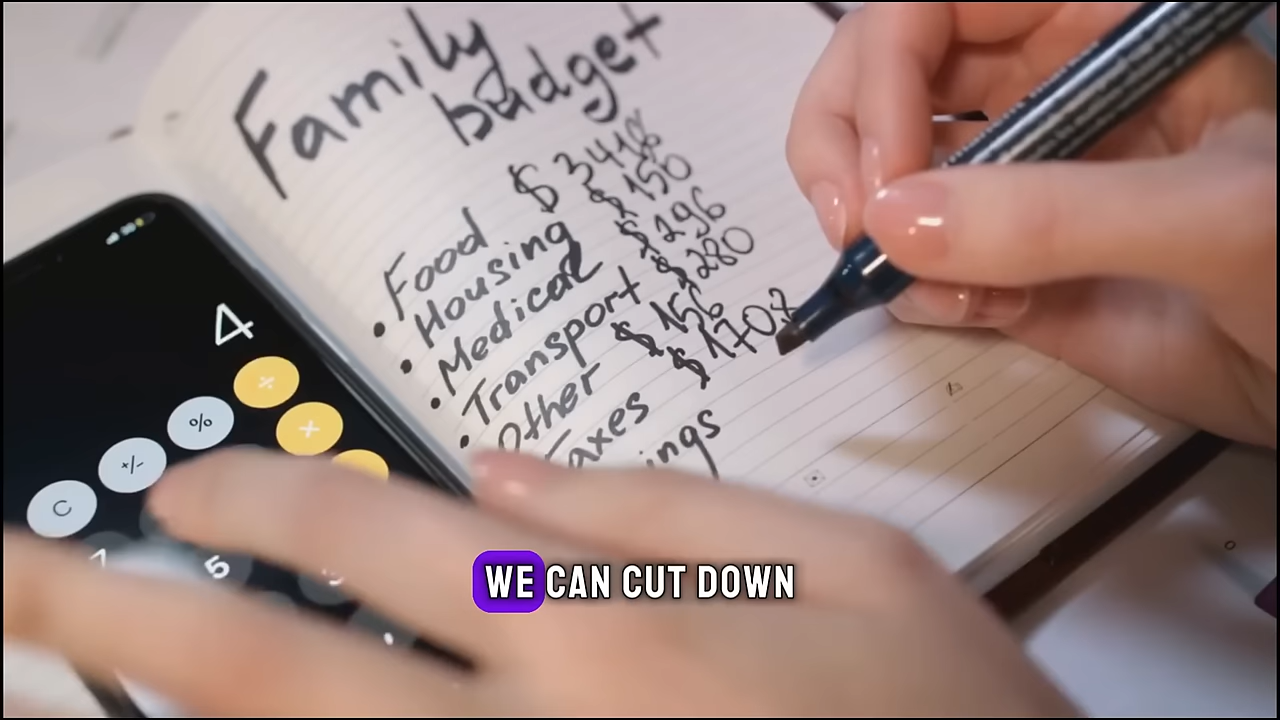 Family
budget
Food $ 3418
Housing $ 150
Medical $ 296
Transport $ 280
Other $ 156
Taxes $ 1708
ings
4
÷
%
+
+/-
C
5
WE CAN CUT DOWN